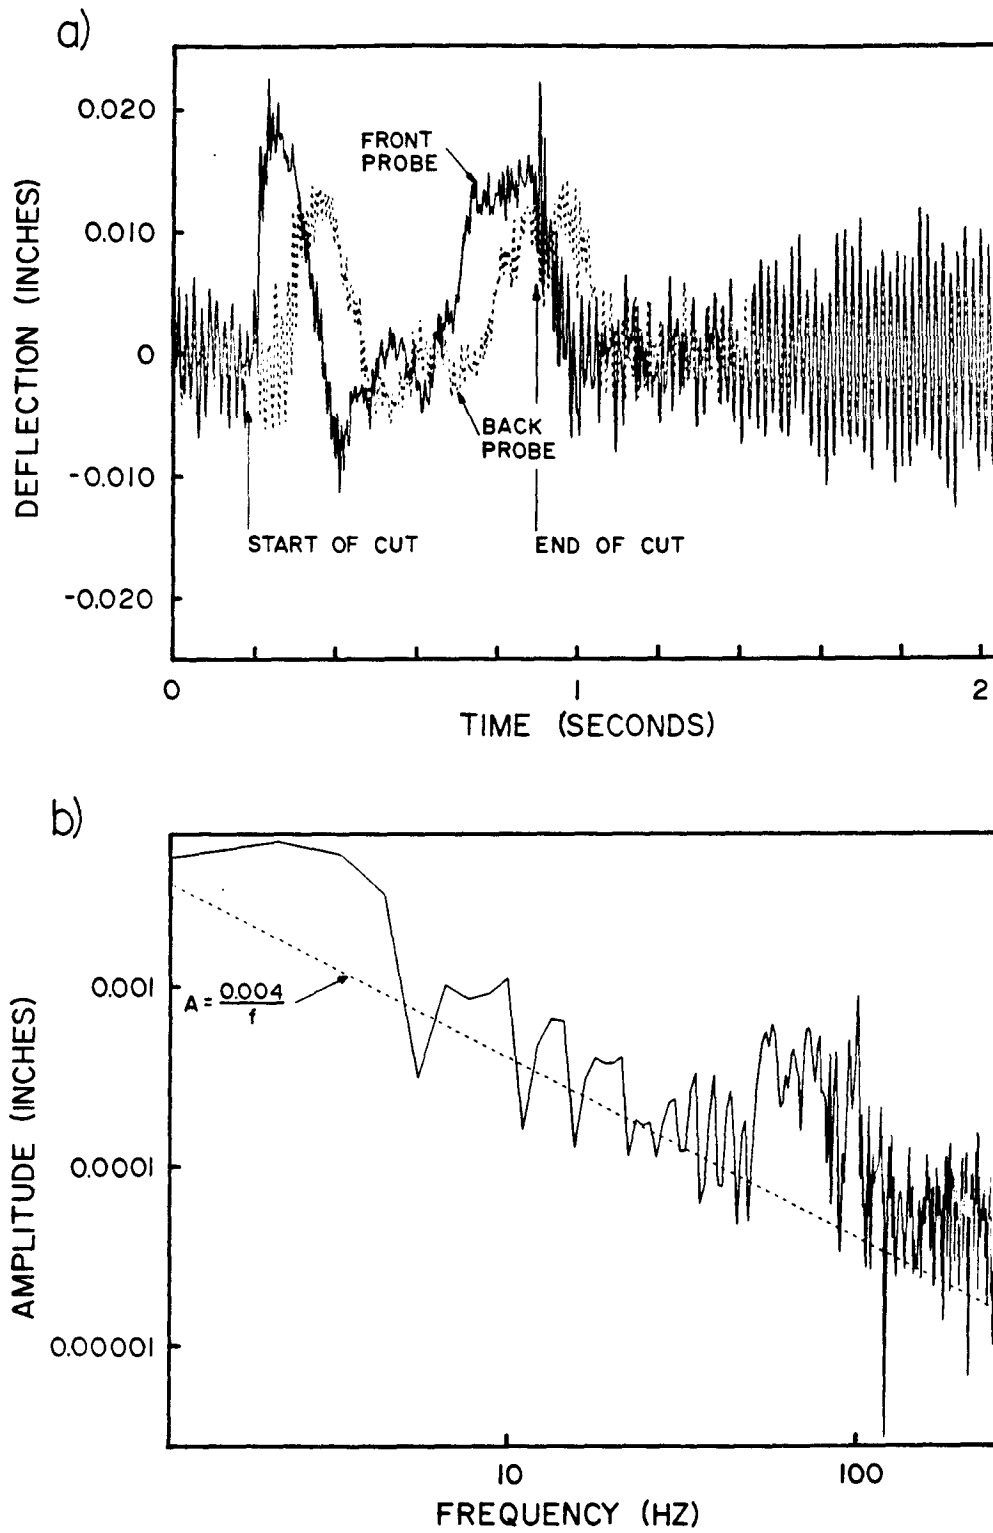 a)
DEFLECTION (INCHES)
0.020
0.010
0
-0.010
-0.020
FRONT
PROBE
BACK
PROBE
START OF CUT
END OF CUT
0
1
2
TIME (SECONDS)
b)
AMPLITUDE (INCHES)
0.001
0.0001
0.00001
A = 0.004
f
10
100
FREQUENCY (HZ)